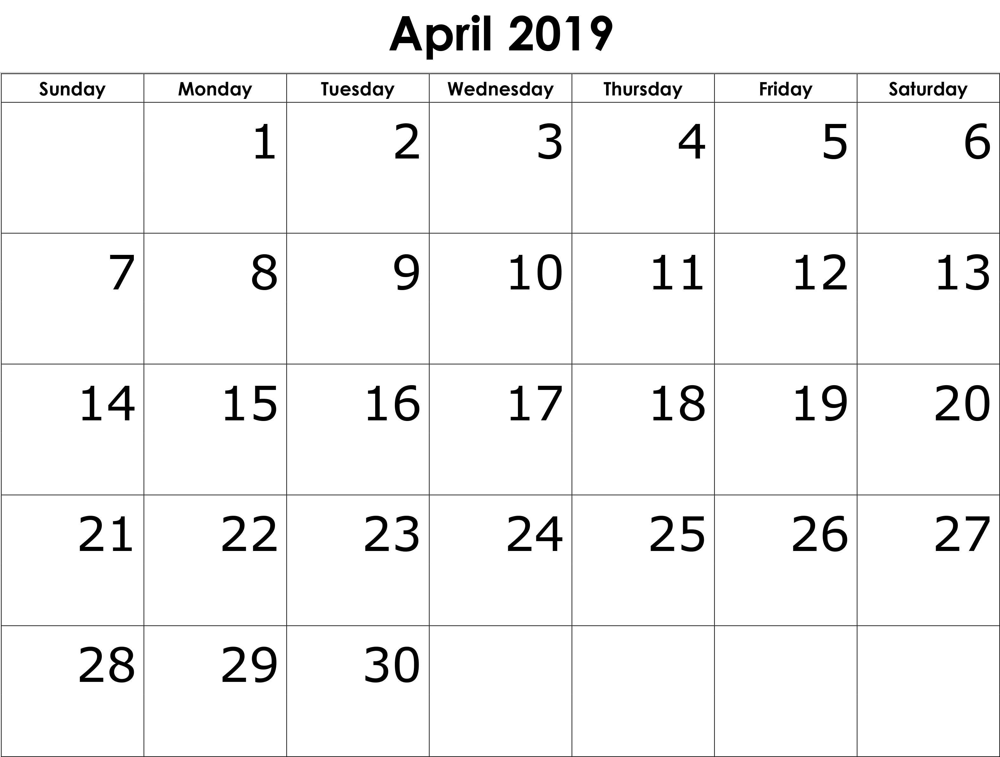 April 2019
Sunday Monday Tuesday Wednesday Thursday Friday Saturday
1 2 3 4 5 6
7 8 9 10 11 12 13
14 15 16 17 18 19 20
21 22 23 24 25 26 27
28 29 30